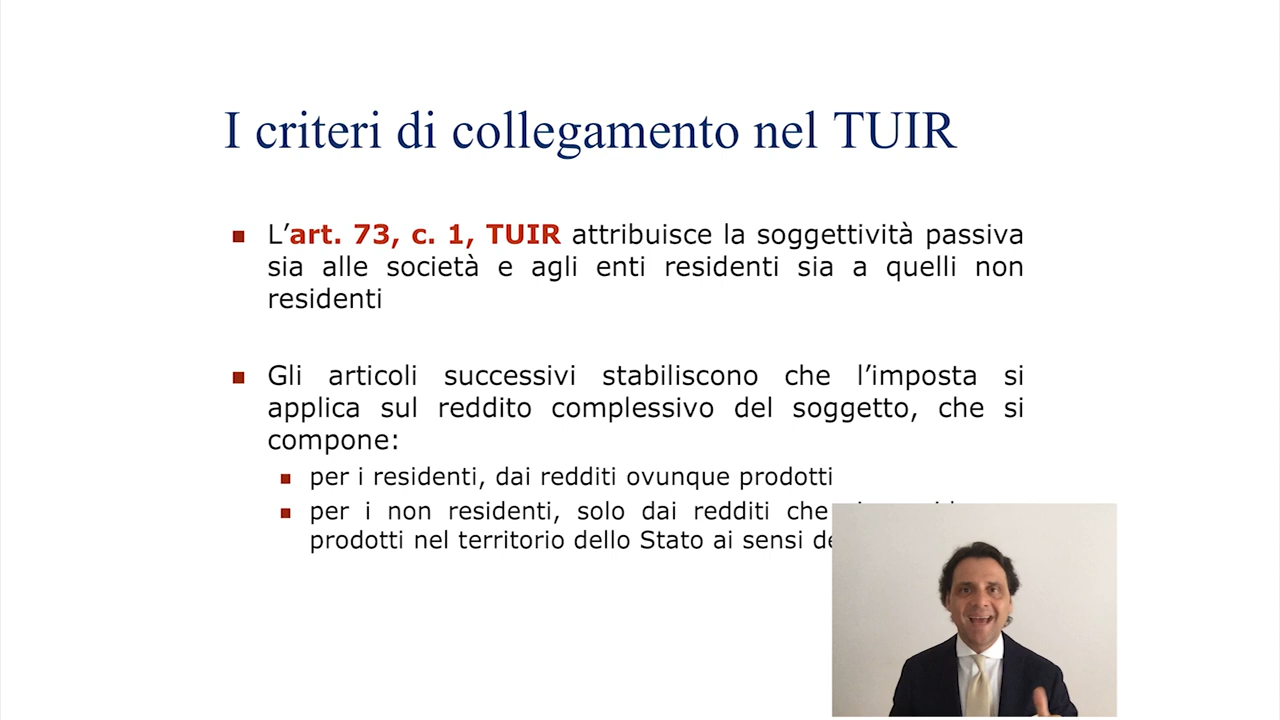 I criteri di collegamento nel TUIR
L’art. 73, c. 1, TUIR attribuisce la soggettività passiva
sia alle società e agli enti residenti sia a quelli non
residenti
Gli articoli successivi stabiliscono che l’imposta si
applica sul reddito complessivo del soggetto, che si
compone:
per i residenti, dai redditi ovunque prodotti
per i non residenti, solo dai redditi che
prodotti nel territorio dello Stato ai sensi